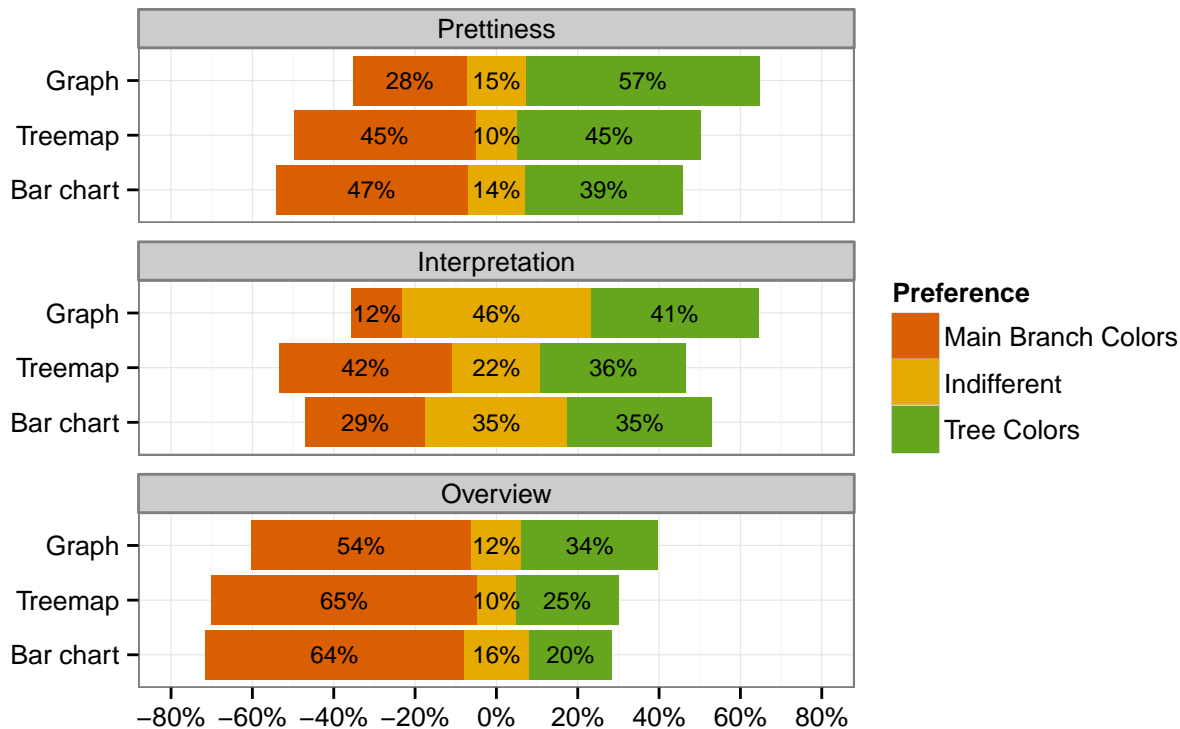 Prettiness
Graph 28% 15% 57%
Treemap 45% 10% 45%
Bar chart 47% 14% 39%
Interpretation
Graph 12% 46% 41%
Treemap 42% 22% 36%
Bar chart 29% 35% 35%
Overview
Graph 54% 12% 34%
Treemap 65% 10% 25%
Bar chart 64% 16% 20%
−80% −60% −40% −20% 0% 20% 40% 60% 80%
Preference
Main Branch Colors
Indifferent
Tree Colors